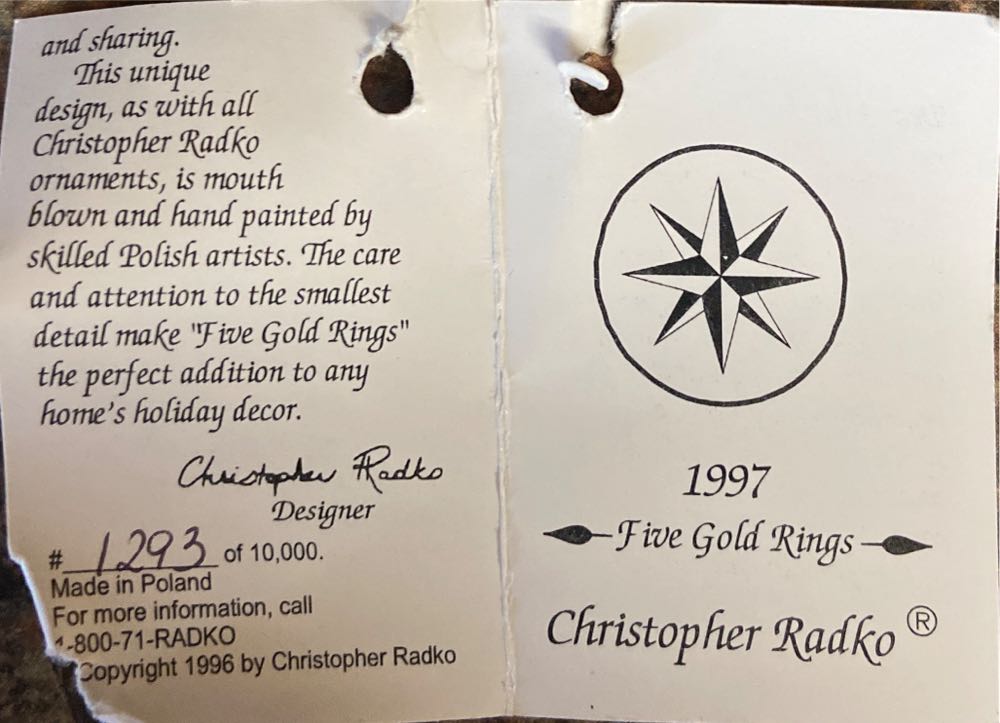 and sharing.
This unique
design, as with all
Christopher Radko
ornaments, is mouth
blown and hand painted by
skilled Polish artists. The care
and attention to the smallest
detail make "Five Gold Rings"
the perfect addition to any
home's holiday decor.
Christopher Radko
Designer
# 1293 of 10,000.
Made in Poland
For more information, call
1-800-71-RADKO
Copyright 1996 by Christopher Radko
1997
Five Gold Rings
Christopher Radko ®